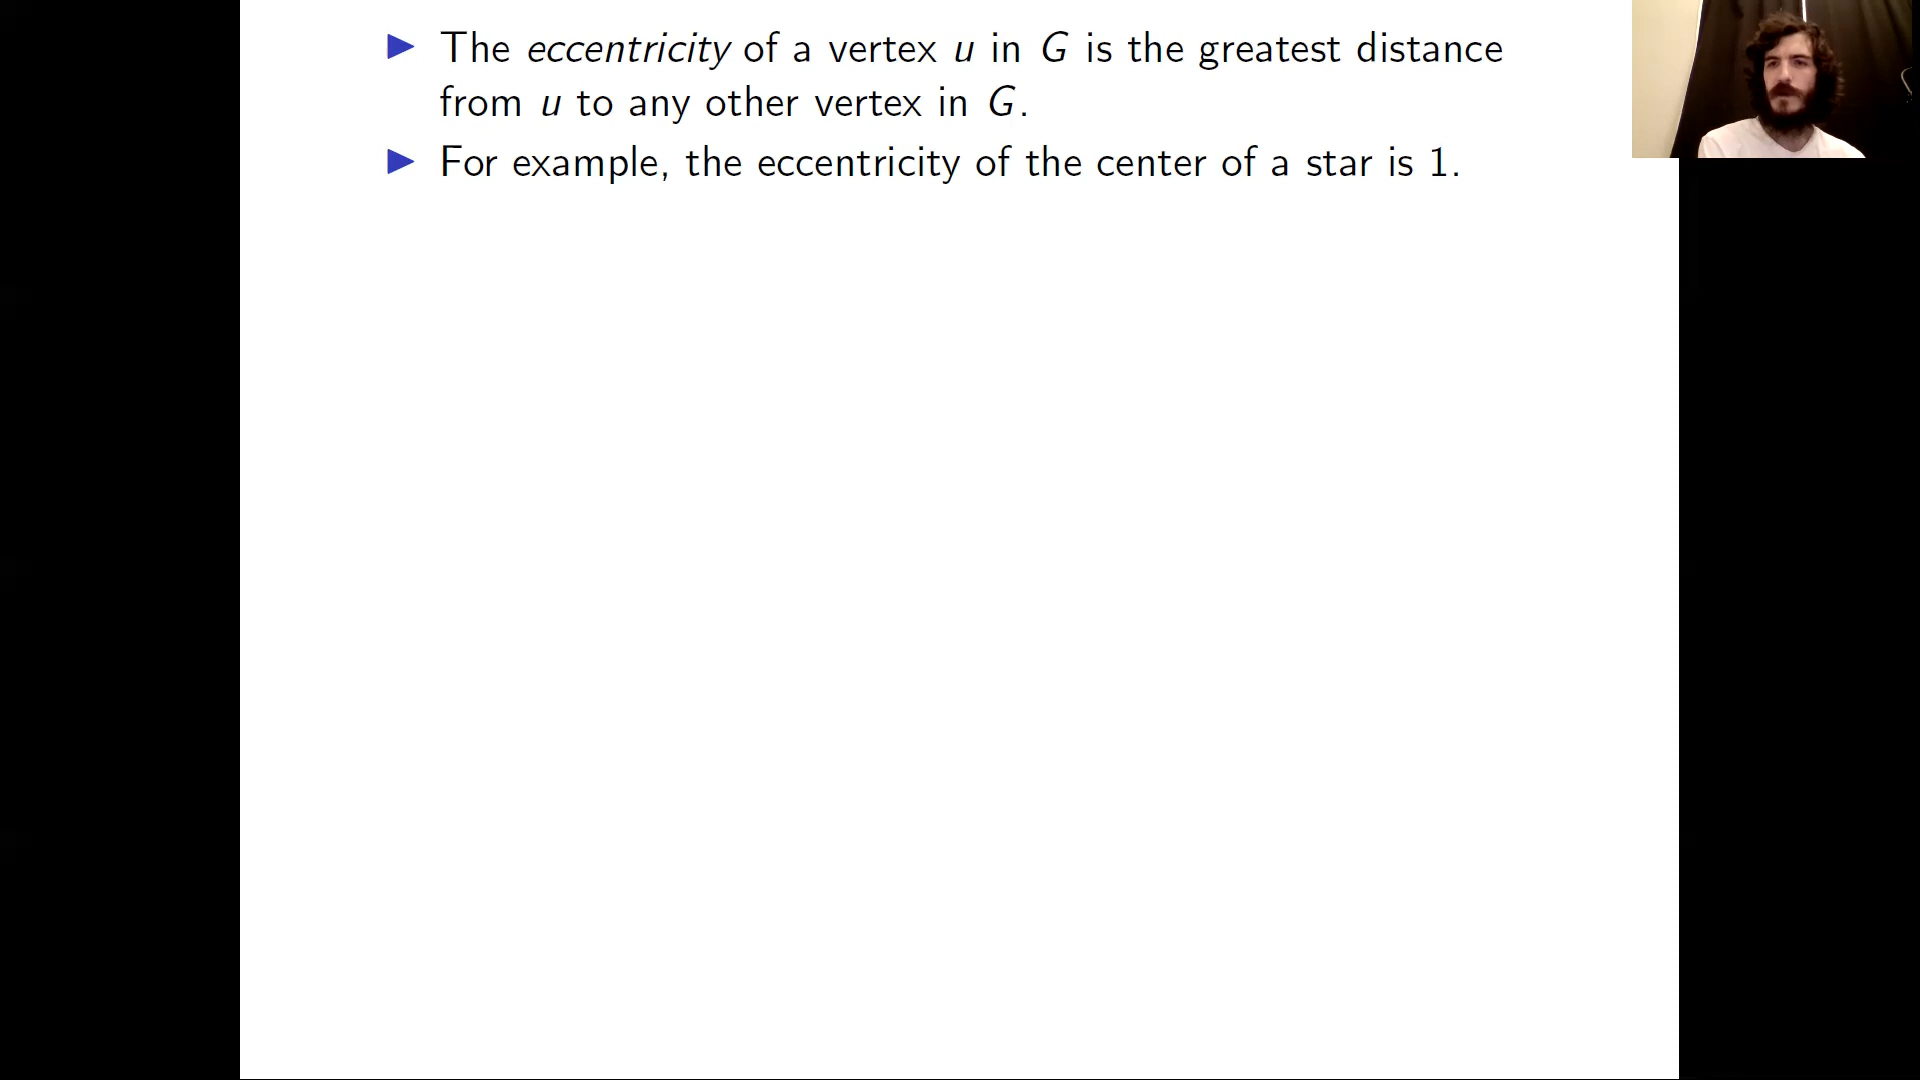 ▶ The eccentricity of a vertex u in G is the greatest distance
from u to any other vertex in G.
▶ For example, the eccentricity of the center of a star is 1.